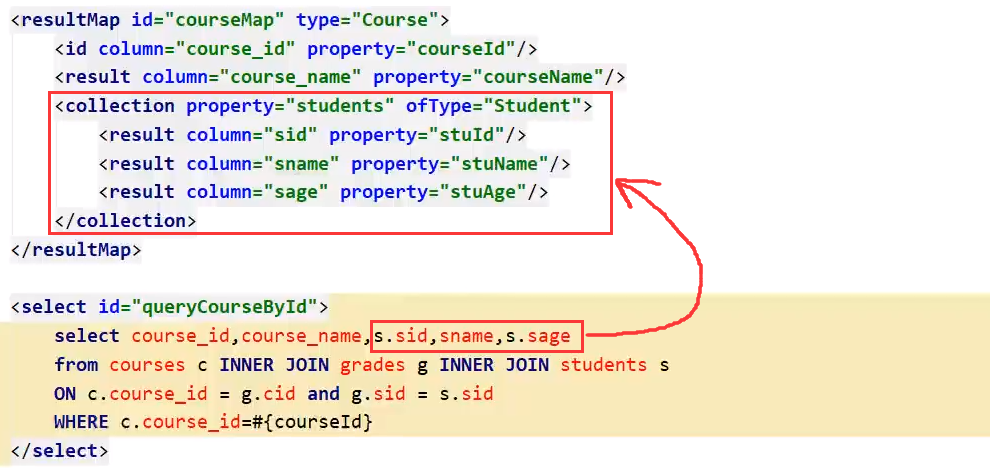 <resultMap id="courseMap" type="Course">
    <id column="course_id" property="courseId"/>
    <result column="course_name" property="courseName"/>
    <collection property="students" ofType="Student">
        <result column="sid" property="stuId"/>
        <result column="sname" property="stuName"/>
        <result column="sage" property="stuAge"/>
    </collection>
</resultMap>
<select id="queryCourseById">
    select course_id,course_name,s.sid,sname,s.sage
    from courses c INNER JOIN grades g INNER JOIN students s
    ON c.course_id = g.cid and g.sid = s.sid
    WHERE c.course_id=#{courseId}
</select>